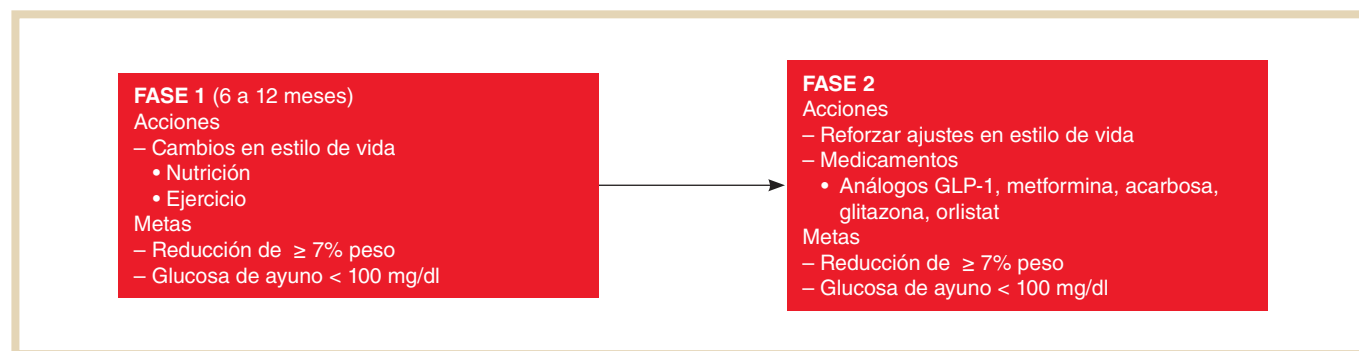 FASE 1 (6 a 12 meses)
Acciones
– Cambios en estilo de vida
• Nutrición
• Ejercicio
Metas
– Reducción de ≥ 7% peso
– Glucosa de ayuno < 100 mg/dl
FASE 2
Acciones
– Reforzar ajustes en estilo de vida
– Medicamentos
• Análogos GLP-1, metformina, acarbosa,
glitazona, orlistat
Metas
– Reducción de ≥ 7% peso
– Glucosa de ayuno < 100 mg/dl